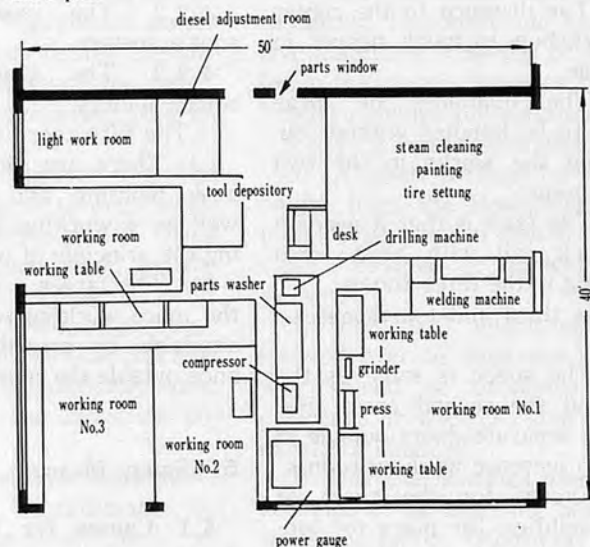 diesel adjustment room
50'
parts window
light work room
steam cleaning
painting
tire setting
tool depository
desk
drilling machine
working room
working table
parts washer
welding machine
40'
working table
grinder
compressor
press
working room
No.3
working room No.1
working room
No.2
working table
power gauge